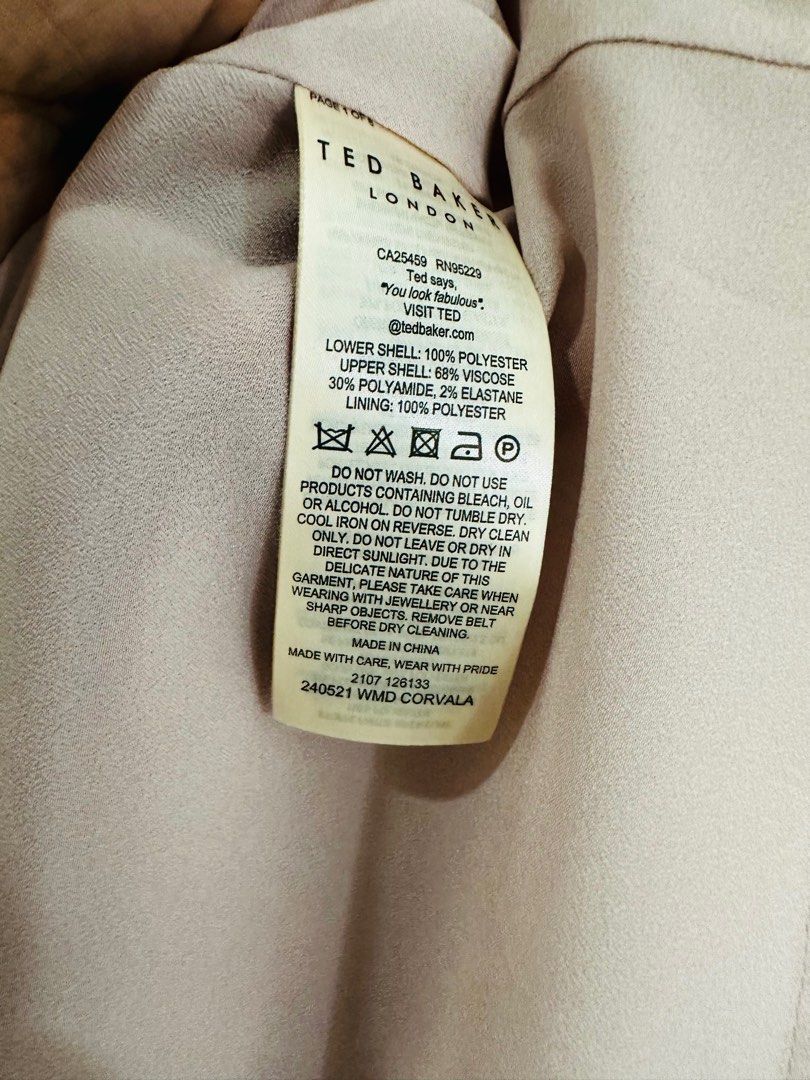 PAGE 1 OF 8
TED BAKER
LONDON
CA25459 RN95229
Ted says,
"You look fabulous".
VISIT TED
@tedbaker.com
LOWER SHELL: 100% POLYESTER
UPPER SHELL: 68% VISCOSE
30% POLYAMIDE, 2% ELASTANE
LINING: 100% POLYESTER
P
DO NOT WASH. DO NOT USE
PRODUCTS CONTAINING BLEACH, OIL
OR ALCOHOL. DO NOT TUMBLE DRY.
COOL IRON ON REVERSE. DRY CLEAN
ONLY. DO NOT LEAVE OR DRY IN
DIRECT SUNLIGHT. DUE TO THE
DELICATE NATURE OF THIS
GARMENT, PLEASE TAKE CARE WHEN
WEARING WITH JEWELLERY OR NEAR
SHARP OBJECTS. REMOVE BELT
BEFORE DRY CLEANING.
MADE IN CHINA
MADE WITH CARE, WEAR WITH PRIDE
2107 126133
240521 WMD CORVALA